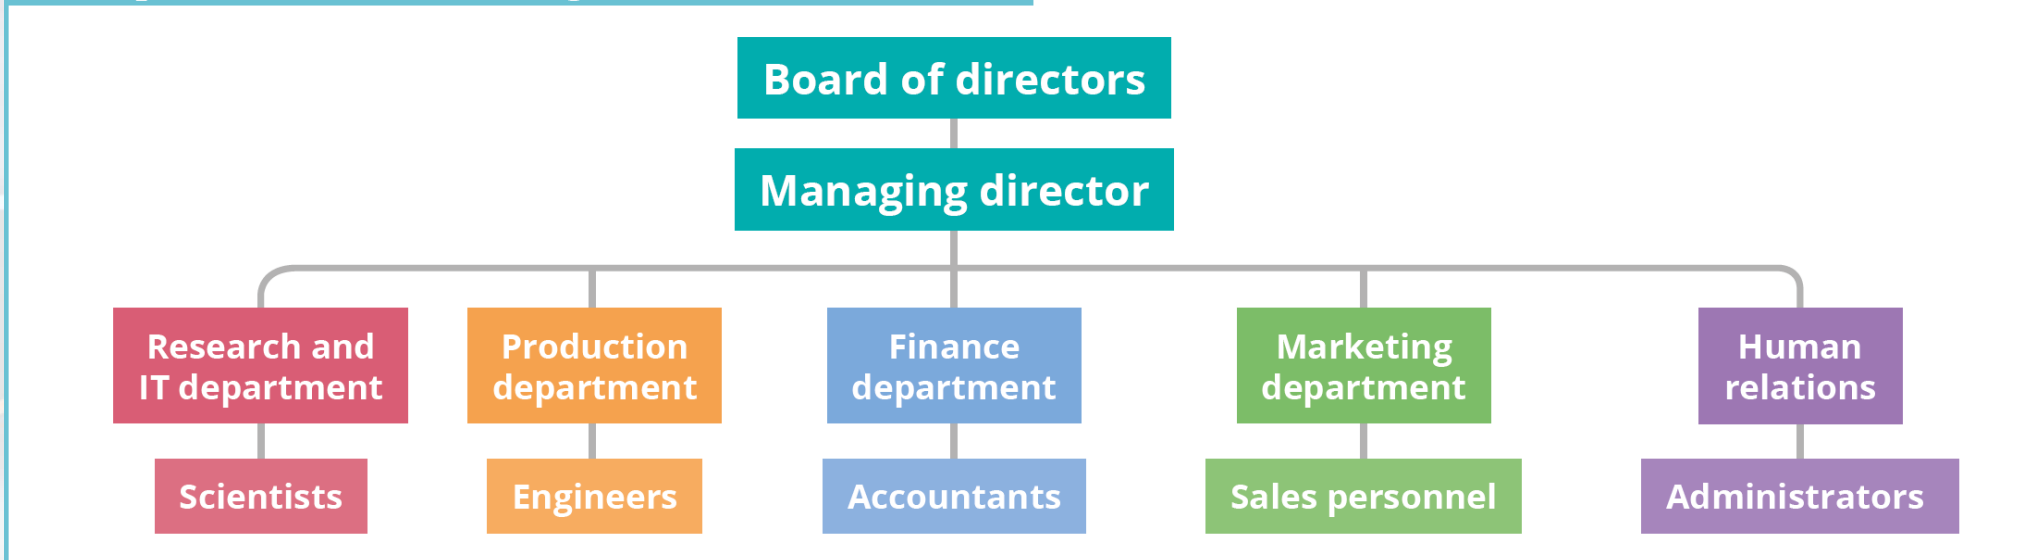 Board of directors
Managing director
Research and
IT department
Production
department
Finance
department
Marketing
department
Human
relations
Scientists
Engineers
Accountants
Sales personnel
Administrators